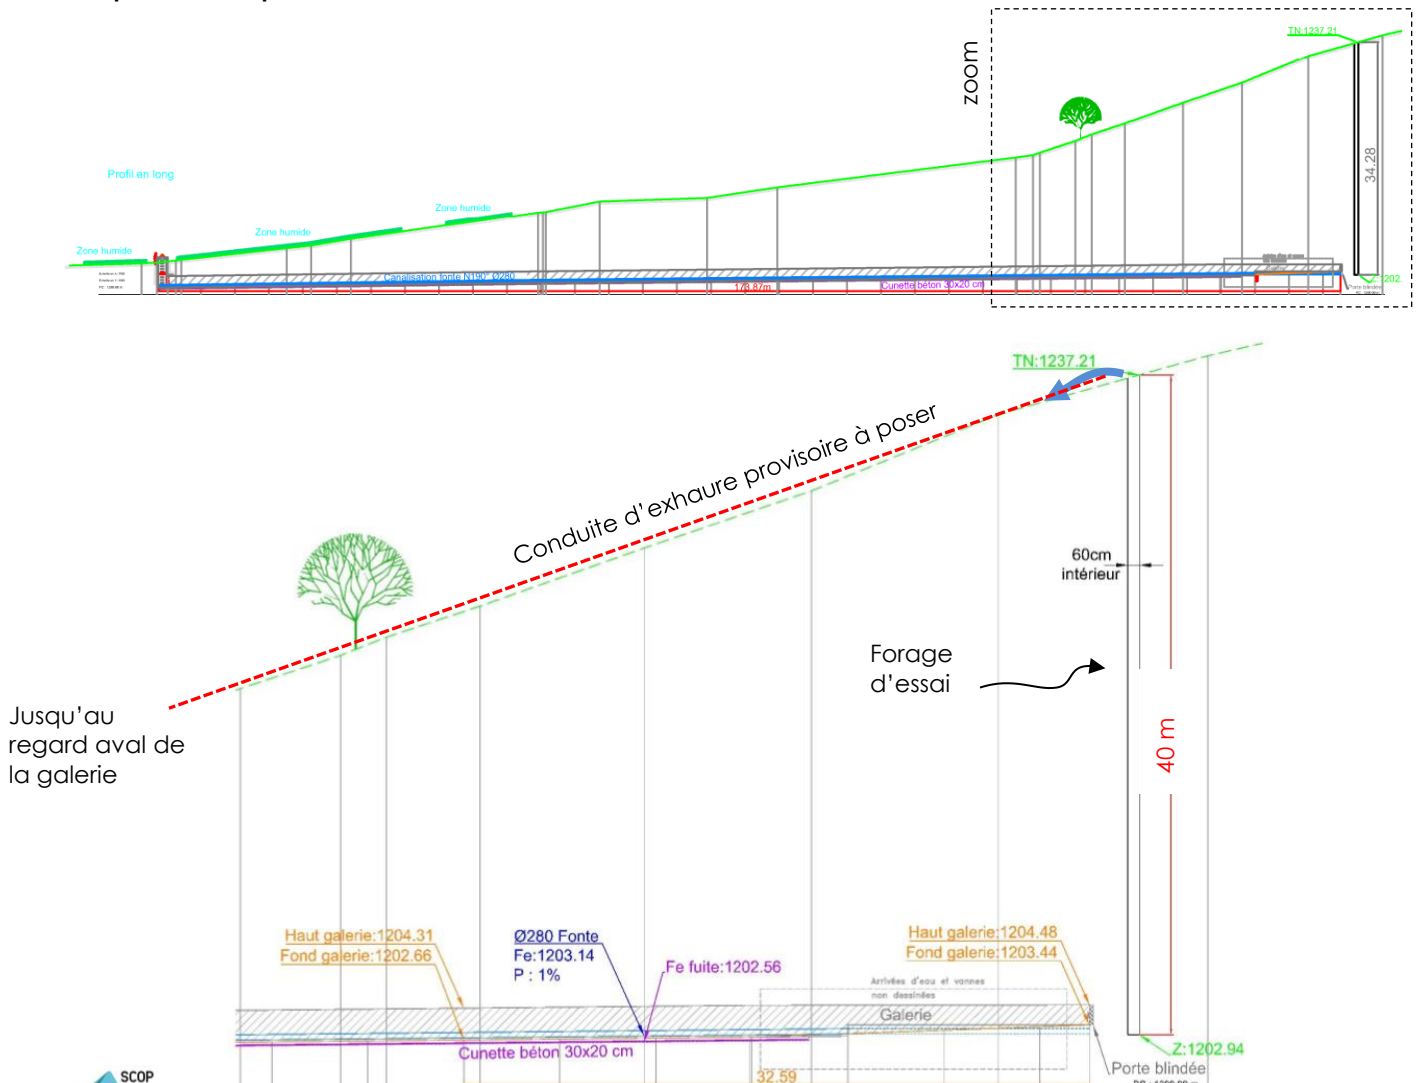 TN:1237.21
zoom
34.28
Profil en long
Zone humide
Zone humide
Zone humide
Canalisation fonte N190° Ø280
173.87m
Cunette béton 30x20 cm
Z:1202
Porte blindée
TN:1237.21
Conduite d'exhaure provisoire à poser
60cm
intérieur
Forage
d'essai
40 m
Jusqu'au
regard aval de
la galerie
Haut galerie:1204.31
Fond galerie:1202.66
Ø280 Fonte
Fe:1203.14
P : 1%
Fe fuite:1202.56
Haut galerie:1204.48
Fond galerie:1203.44
Arrivées d'eau et vannes
non dessinées
Galerie
Cunette béton 30x20 cm
Z:1202.94
Porte blindée
32.59
SCOP